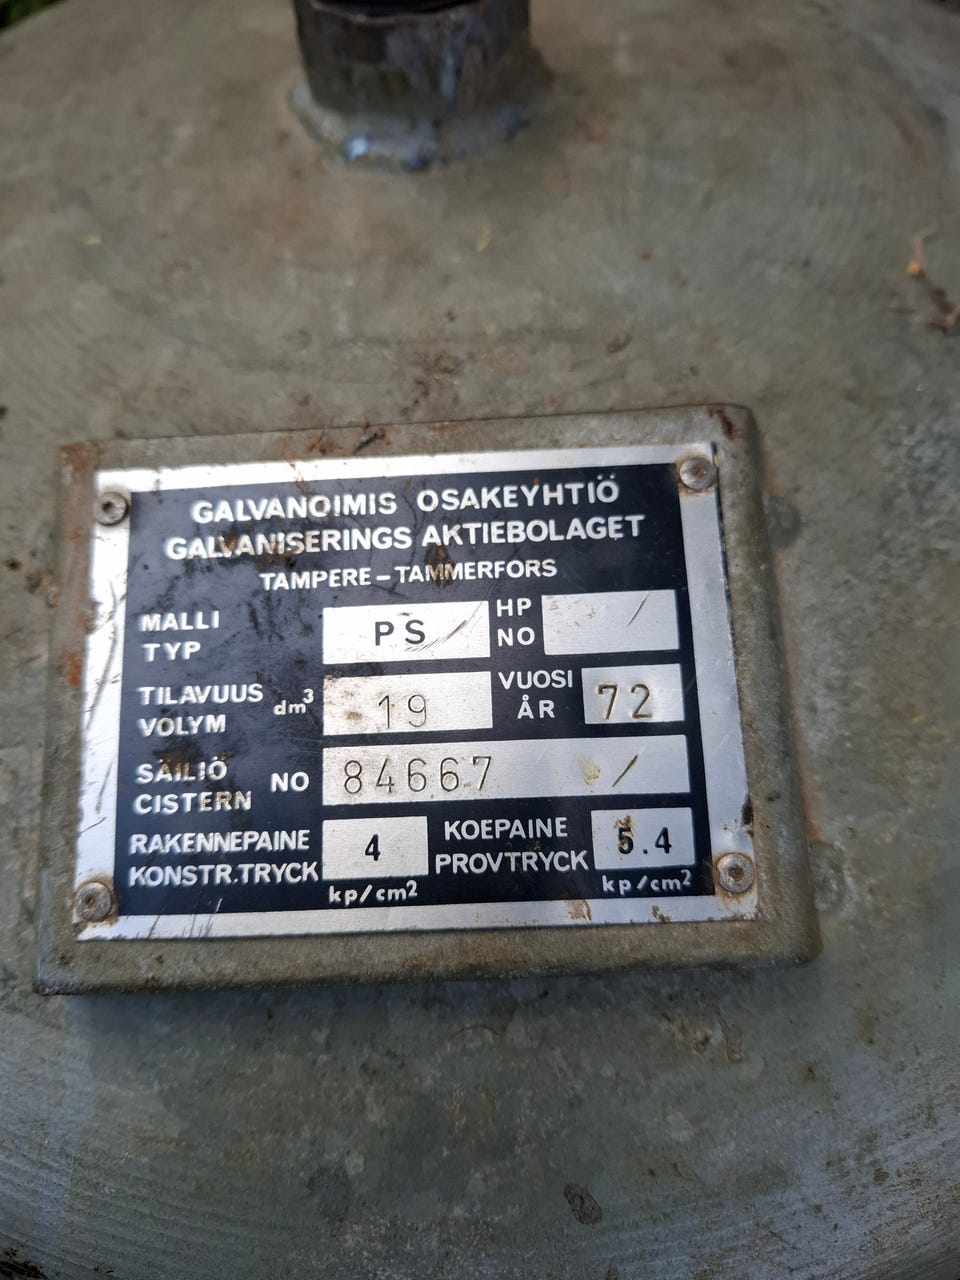 GALVANOIMIS OSAKEYHTIÖ
GALVANISERINGS AKTIEBOLAGET
TAMPERE – TAMMERFORS
MALLI
TYP
PS
HP
NO
TILAVUUS
VOLYM
dm³
19
VUOSI
ÅR
72
SÄILIÖ
CISTERN
NO
84667 /
RAKENNEPAINE
KONSTR.TRYCK
4
kp/cm²
KOEPAINE
PROVTRYCK
5.4
kp/cm²